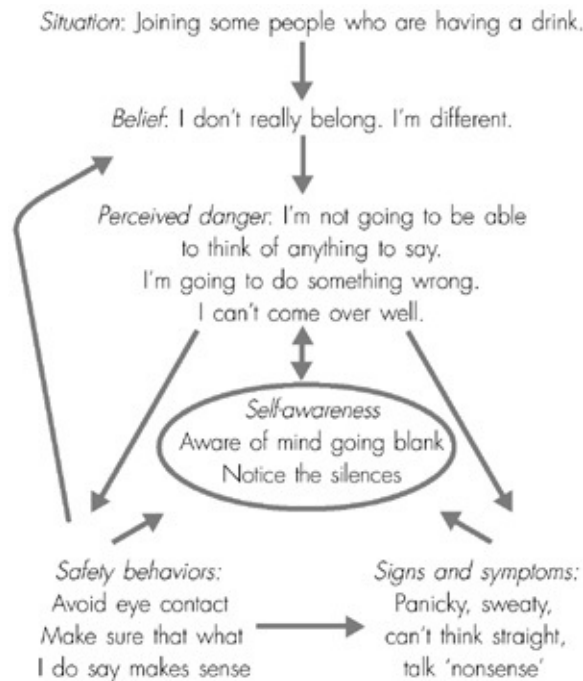 Situation: Joining some people who are having a drink.
Belief: I don't really belong. I'm different.
Perceived danger: I'm not going to be able
to think of anything to say.
I'm going to do something wrong.
I can't come over well.
Self-awareness
Aware of mind going blank
Notice the silences
Safety behaviors:
Avoid eye contact
Make sure that what
I do say makes sense
Signs and symptoms:
Panicky, sweaty,
can't think straight,
talk 'nonsense'